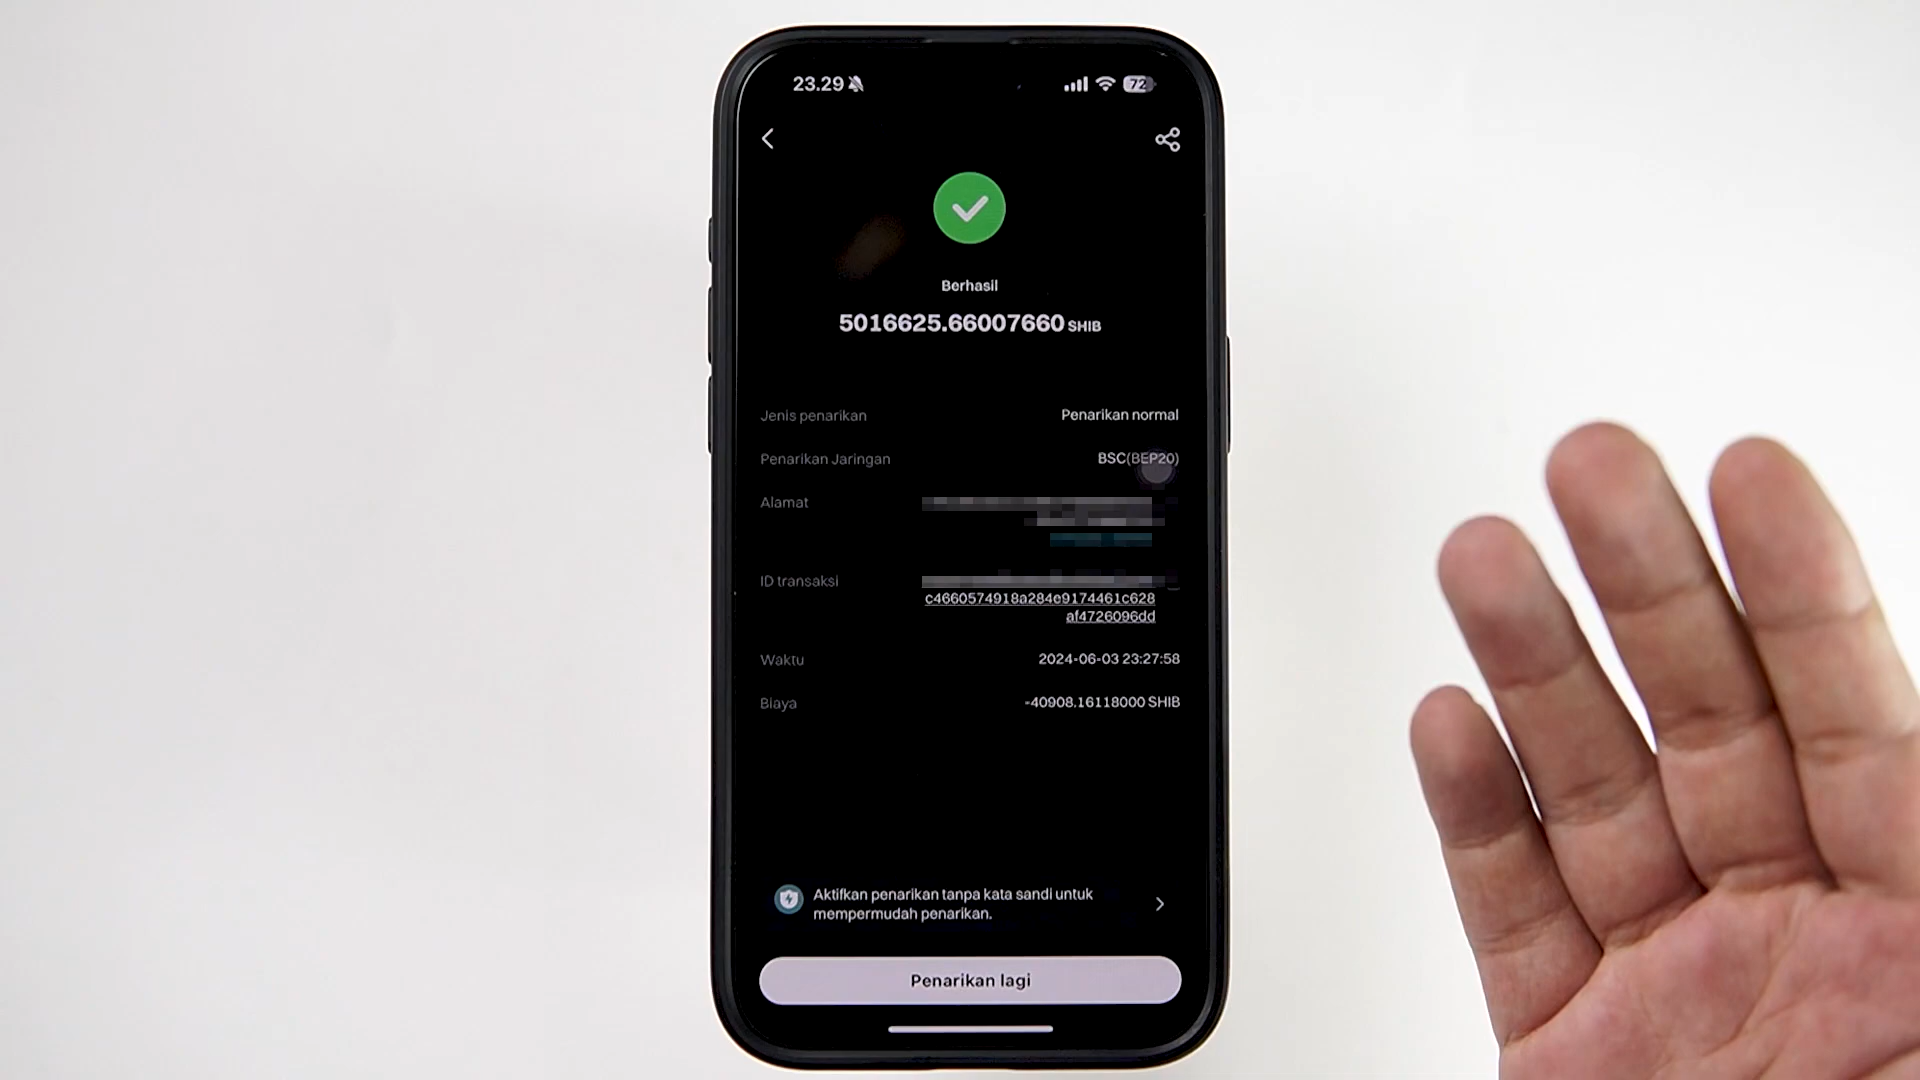 23.29
72
Berhasil
5016625.66007660 SHIB
Jenis penarikan Penarikan normal
Penarikan Jaringan BSC(BEP20)
Alamat
ID transaksi
c4660574918a284e9174461c628
af4726096dd
Waktu 2024-06-03 23:27:58
Biaya -40908.16118000 SHIB
Aktifkan penarikan tanpa kata sandi untuk
mempermudah penarikan.
Penarikan lagi